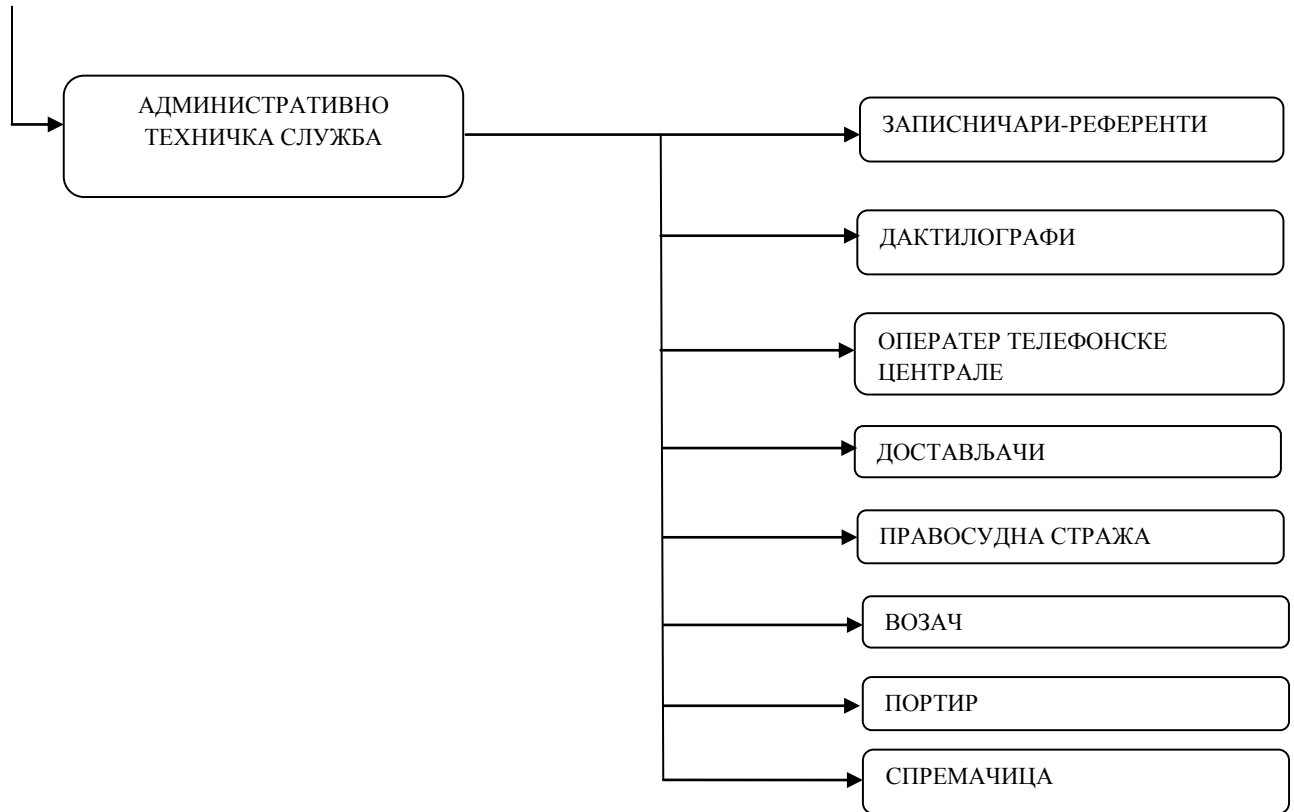 АДМИНИСТРАТИВНО
ТЕХНИЧКА СЛУЖБА
ЗАПИСНИЧАРИ-РЕФЕРЕНТИ
ДАКТИЛОГРАФИ
ОПЕРАТЕР ТЕЛЕФОНСКЕ
ЦЕНТРАЛЕ
ДОСТАВЉАЧИ
ПРАВОСУДНА СТРАЖА
ВОЗАЧ
ПОРТИР
СПРЕМАЧИЦА